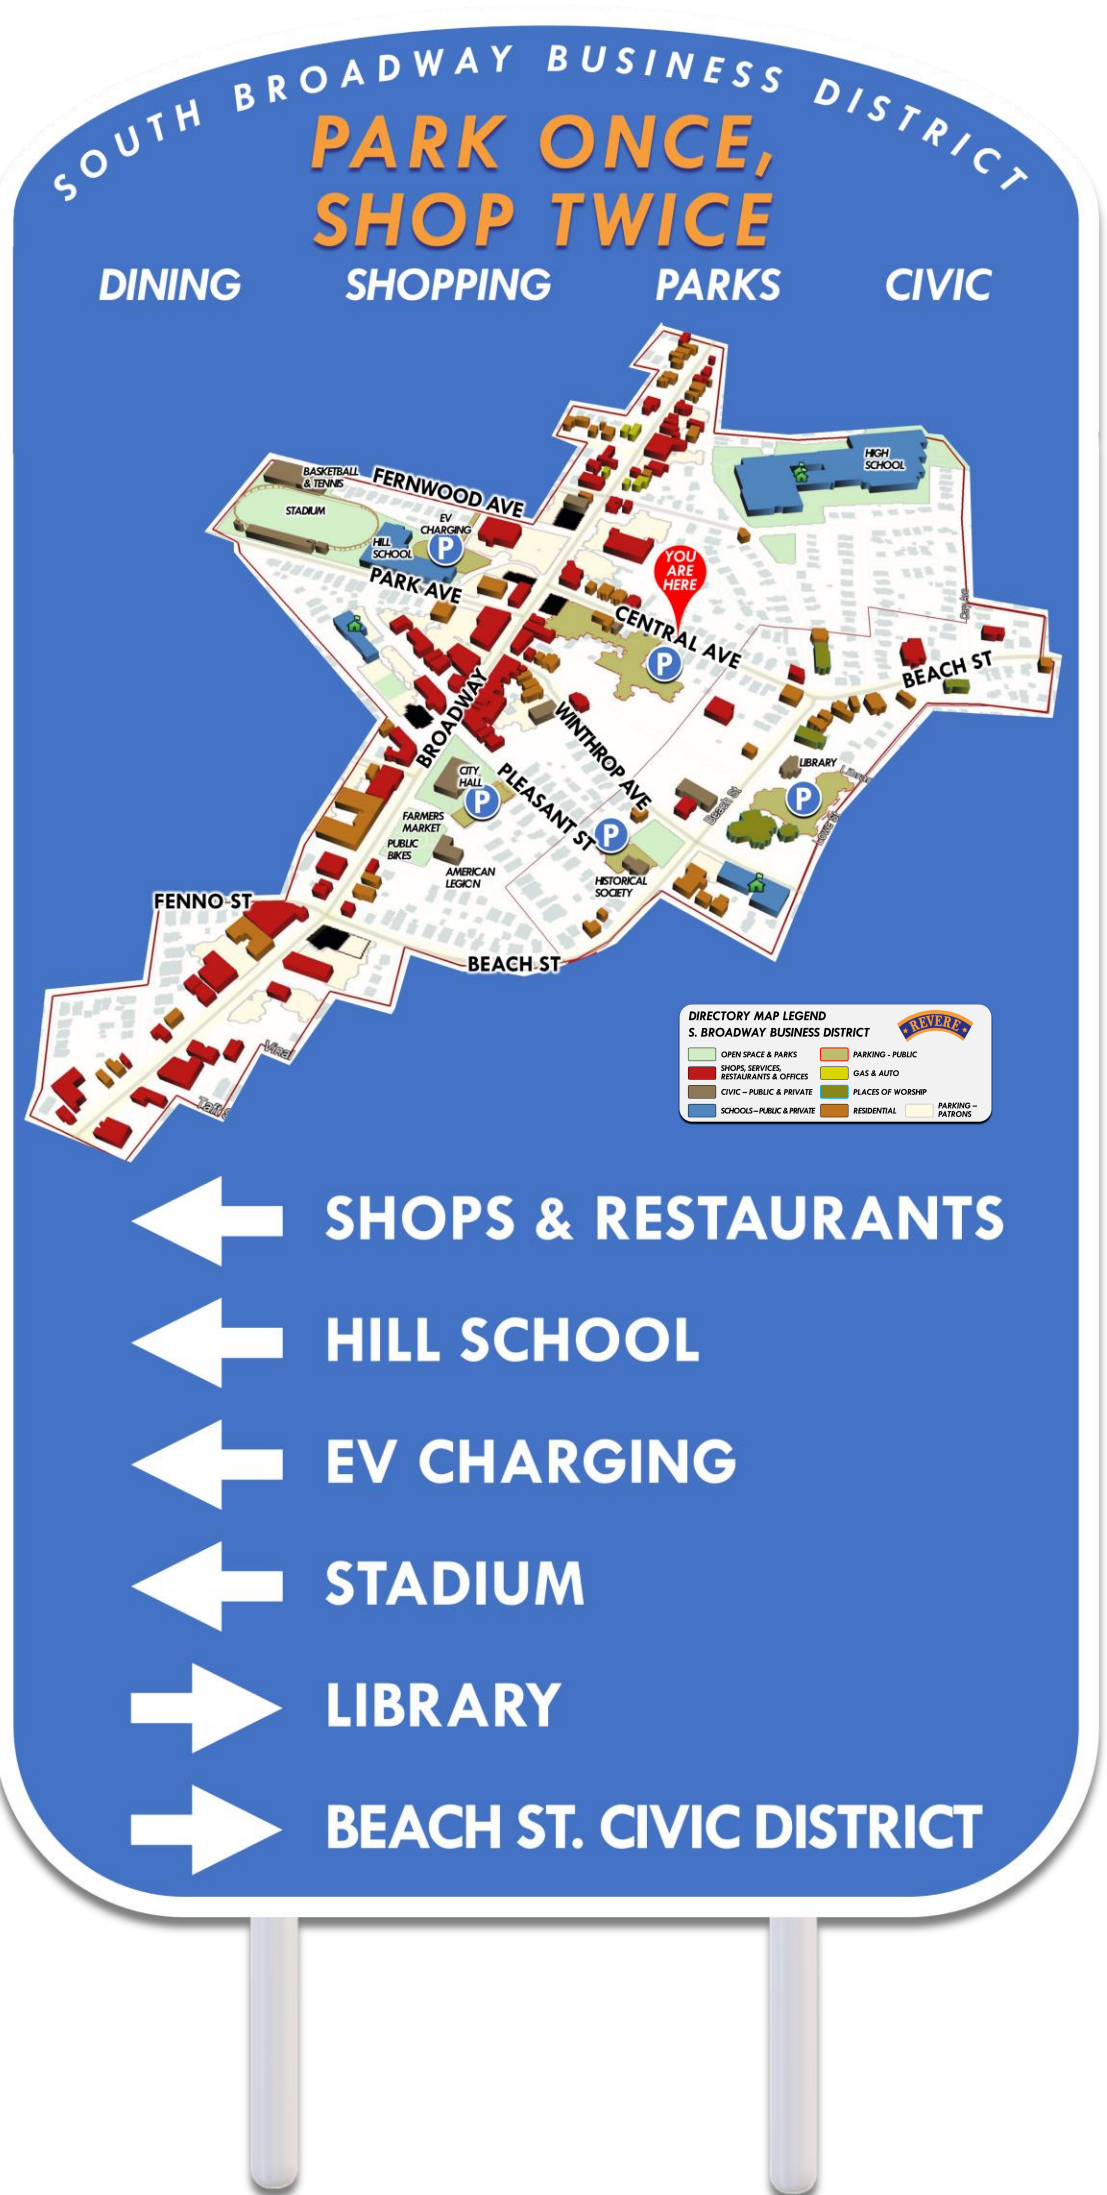 SOUTH BROADWAY BUSINESS DISTRICT
PARK ONCE,
SHOP TWICE
DINING SHOPPING PARKS CIVIC
HIGH
SCHOOL
BASKETBALL
& TENNIS
FERNWOOD AVE
STADIUM
EV
CHARGING
P
HILL
SCHOOL
PARK AVE
YOU
ARE
HERE
CENTRAL AVE
P
BEACH ST
BROADWAY
WINTHROP AVE
CITY
HALL
P
PLEASANT ST
LIBRARY
P
Beach St
FARMERS
MARKET
PUBLIC
BIKES
P
AMERICAN
LEGION
HISTORICAL
SOCIETY
FENNO ST
BEACH ST
DIRECTORY MAP LEGEND
S. BROADWAY BUSINESS DISTRICT
REVERE
OPEN SPACE & PARKS
PARKING - PUBLIC
SHOPS, SERVICES,
RESTAURANTS & OFFICES
GAS & AUTO
CIVIC – PUBLIC & PRIVATE
PLACES OF WORSHIP
SCHOOLS – PUBLIC & PRIVATE
RESIDENTIAL
PARKING –
PATRONS
SHOPS & RESTAURANTS
HILL SCHOOL
EV CHARGING
STADIUM
LIBRARY
BEACH ST. CIVIC DISTRICT